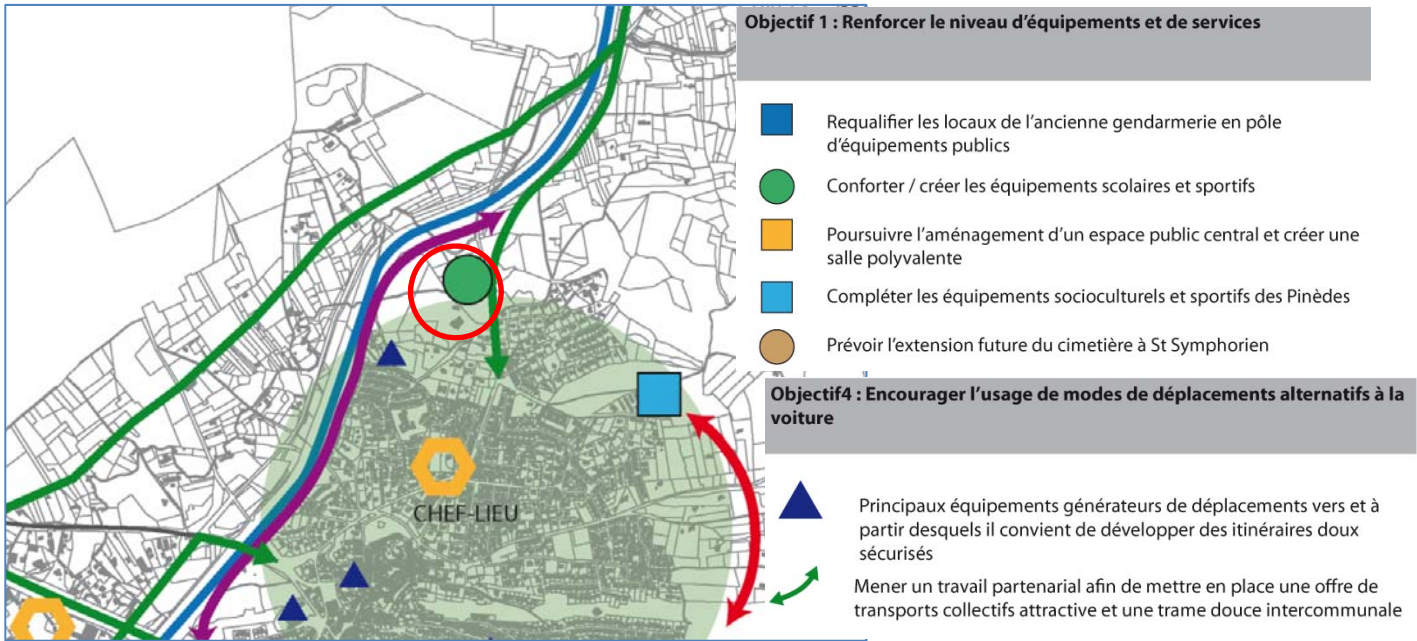 Objectif 1 : Renforcer le niveau d’équipements et de services
Requalifier les locaux de l’ancienne gendarmerie en pôle
d’équipements publics
Conforter / créer les équipements scolaires et sportifs
Poursuivre l’aménagement d’un espace public central et créer une
salle polyvalente
Compléter les équipements socioculturels et sportifs des Pinèdes
Prévoir l’extension future du cimetière à St Symphorien
Objectif4 : Encourager l’usage de modes de déplacements alternatifs à la
voiture
Principaux équipements générateurs de déplacements vers et à
partir desquels il convient de développer des itinéraires doux
sécurisés
Mener un travail partenarial afin de mettre en place une offre de
transports collectifs attractive et une trame douce intercommunale
CHEF-LIEU